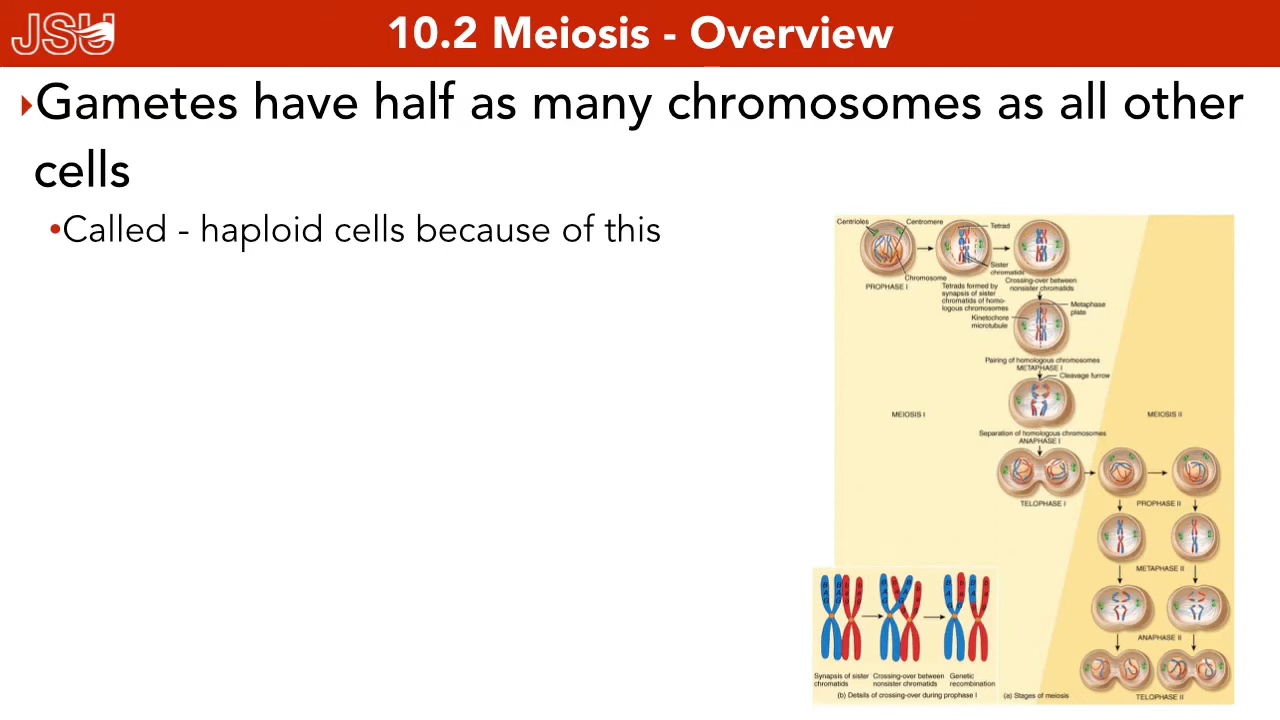 JSU
10.2 Meiosis - Overview
‣Gametes have half as many chromosomes as all other
cells
•Called - haploid cells because of this
Centrioles
Centromere
Tetrad
Sister
chromatids
Chromosome
PROPHASE I
Tetrads formed by
synapsis of sister
chromatids of homo-
logous chromosomes
Crossing-over between
nonsister chromatids
Metaphase
plate
Kinetochore
microtubule
Pairing of homologous chromosomes
METAPHASE I
Cleavage furrow
MEIOSIS I
MEIOSIS II
Separation of homologous chromosomes
ANAPHASE I
TELOPHASE I
PROPHASE II
METAPHASE II
ANAPHASE II
TELOPHASE II
Synapsis of sister
chromatids
Crossing-over between
nonsister chromatids
Genetic
recombination
(b) Details of crossing-over during prophase I
(a) Stages of meiosis